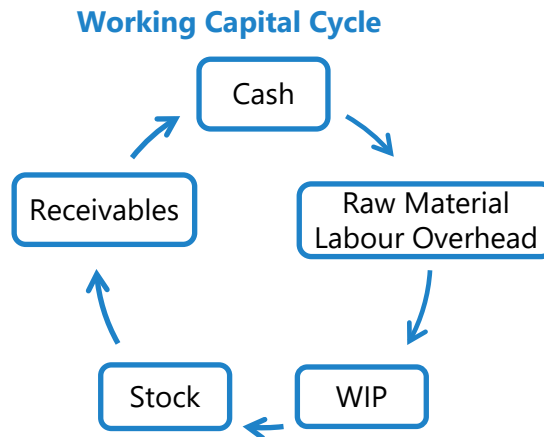 Working Capital Cycle
Cash
Raw Material
Labour Overhead
WIP
Stock
Receivables